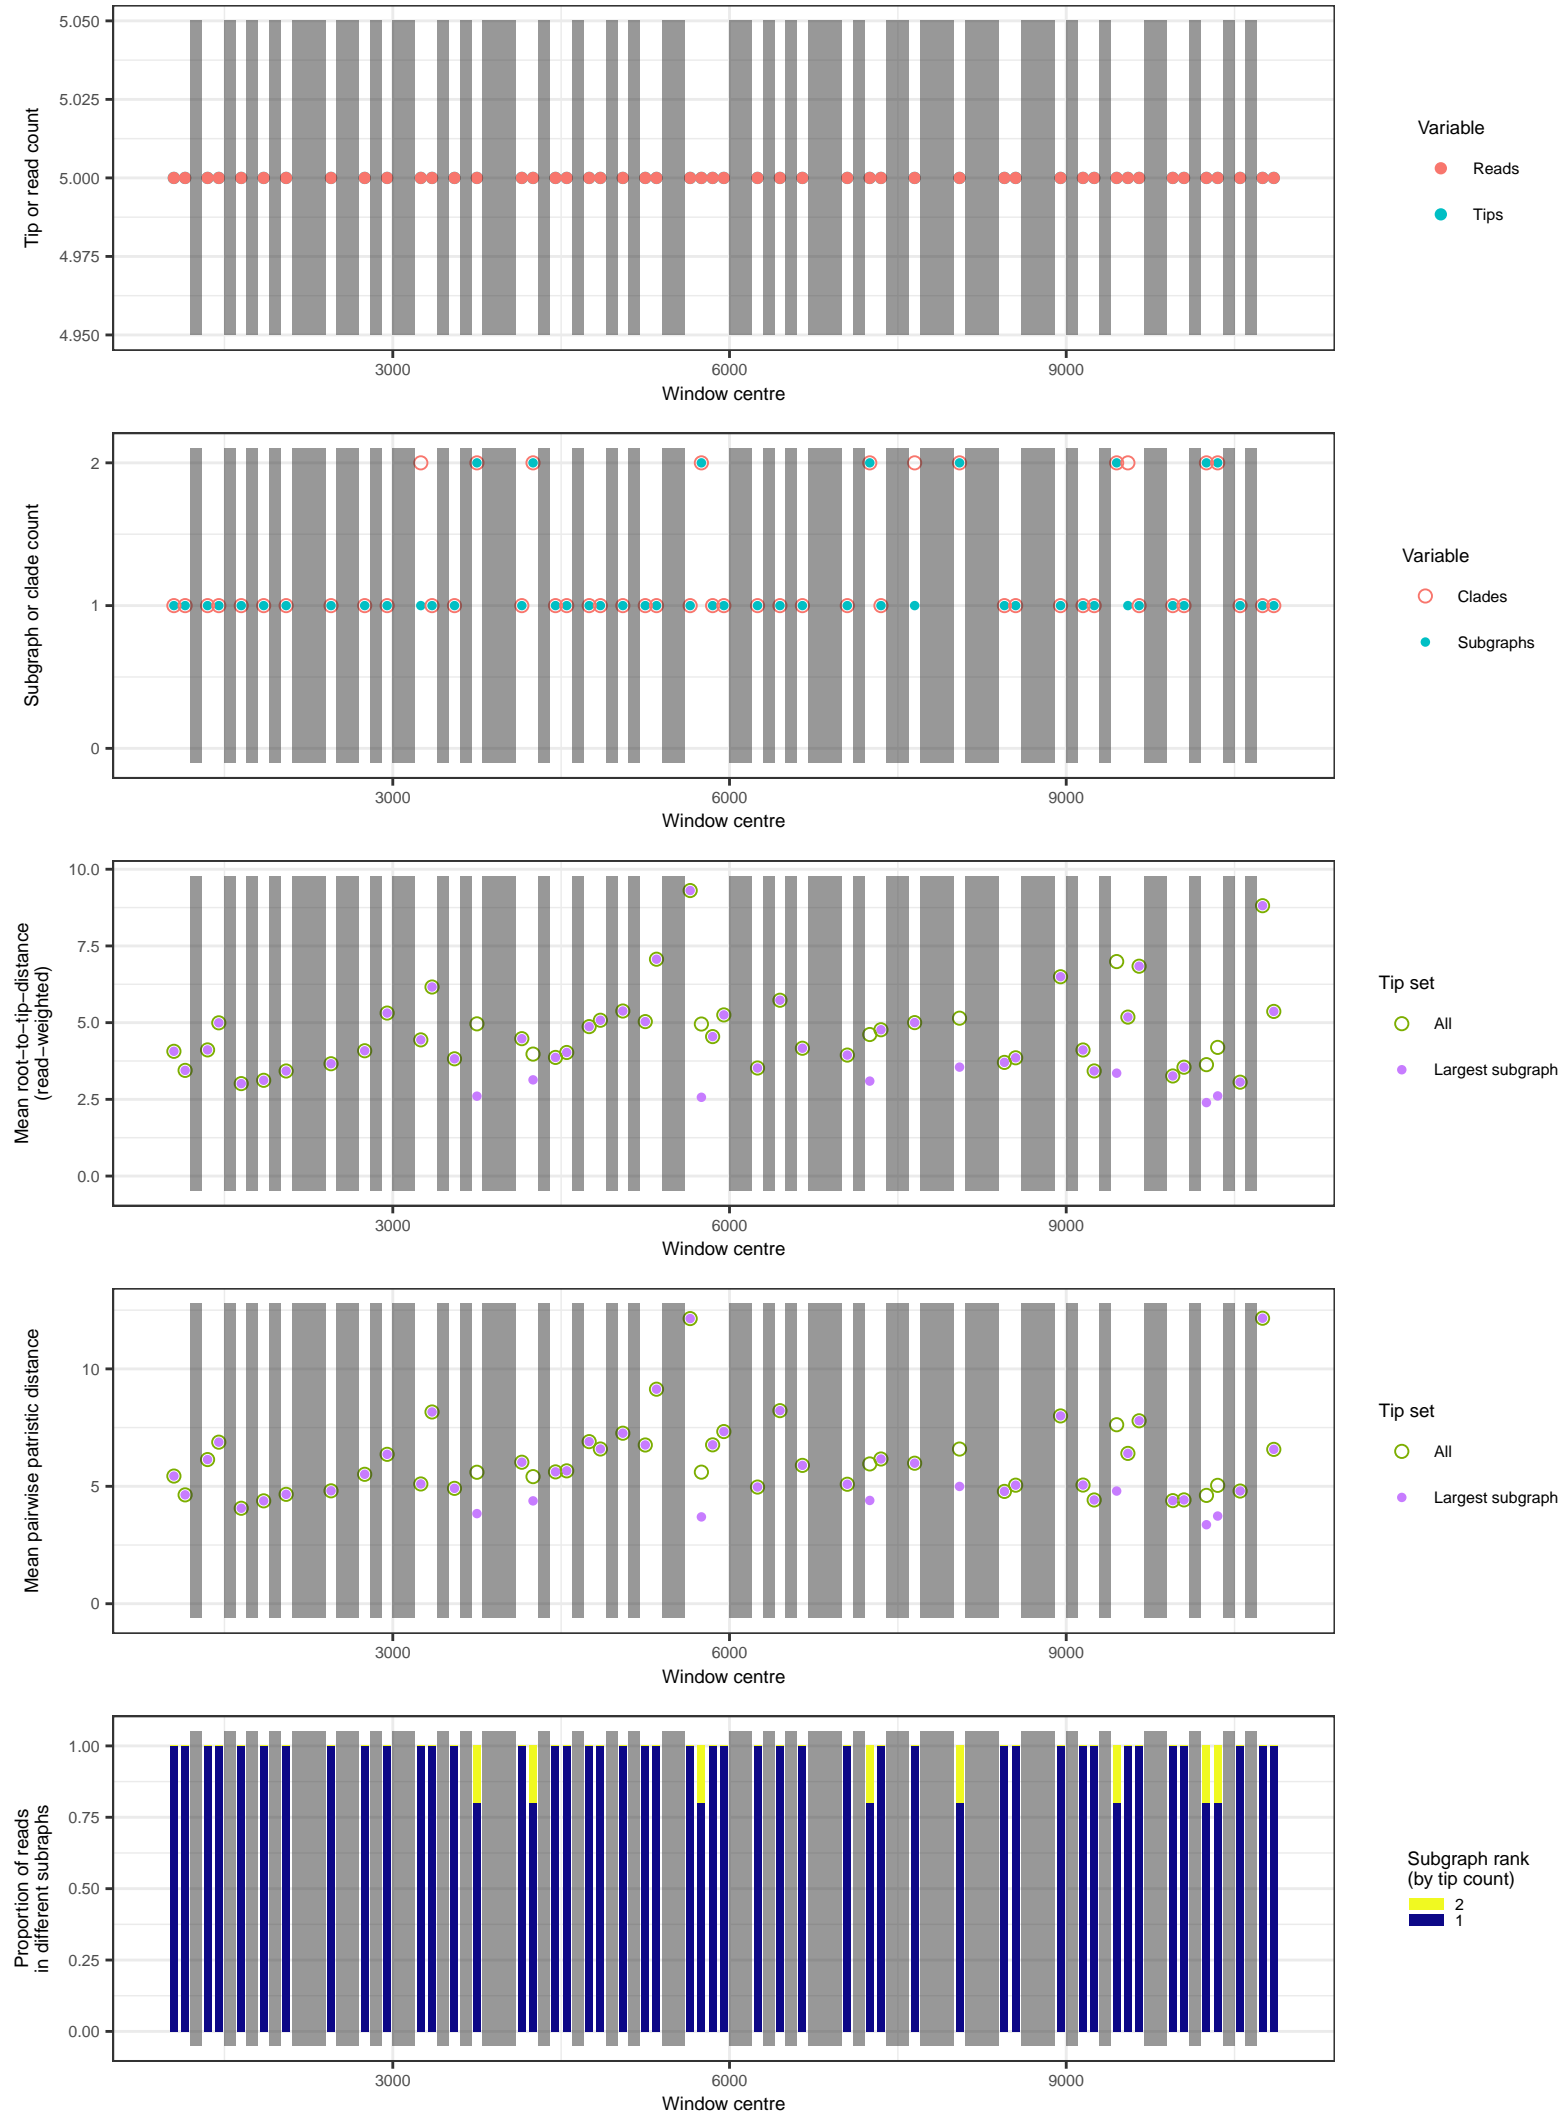 5.050
5.025
5.000
4.975
4.950
Tip or read count
3000
6000
9000
Window centre
Variable
Reads
Tips
2
1
0
Subgraph or clade count
3000
6000
9000
Window centre
Variable
Clades
Subgraphs
10.0
7.5
5.0
2.5
0.0
Mean root−to−tip−distance
(read−weighted)
3000
6000
9000
Window centre
Tip set
All
Largest subgraph
10
5
0
Mean pairwise patristic distance
3000
6000
9000
Window centre
Tip set
All
Largest subgraph
1.00
0.75
0.50
0.25
0.00
Proportion of reads
in different subraphs
3000
6000
9000
Window centre
Subgraph rank
(by tip count)
2
1